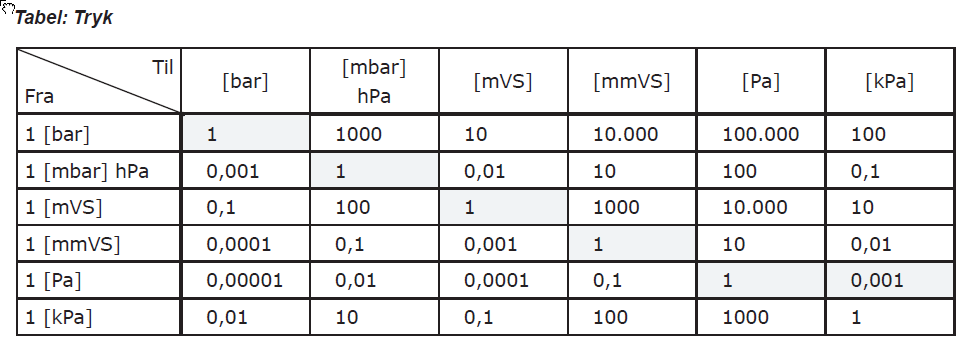 Tabel: Tryk
Til
Fra
[bar] [mbar] hPa [mVS] [mmVS] [Pa] [kPa]
1 [bar] 1 1000 10 10.000 100.000 100
1 [mbar] hPa 0,001 1 0,01 10 100 0,1
1 [mVS] 0,1 100 1 1000 10.000 10
1 [mmVS] 0,0001 0,1 0,001 1 10 0,01
1 [Pa] 0,00001 0,01 0,0001 0,1 1 0,001
1 [kPa] 0,01 10 0,1 100 1000 1